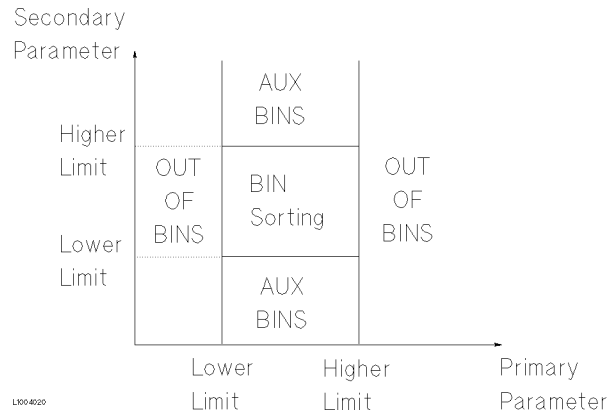 Secondary
Parameter
AUX
BINS
Higher
Limit
OUT
OF
BINS
BIN
Sorting
OUT
OF
BINS
Lower
Limit
AUX
BINS
Lower
Limit
Higher
Limit
Primary
Parameter
L1004020